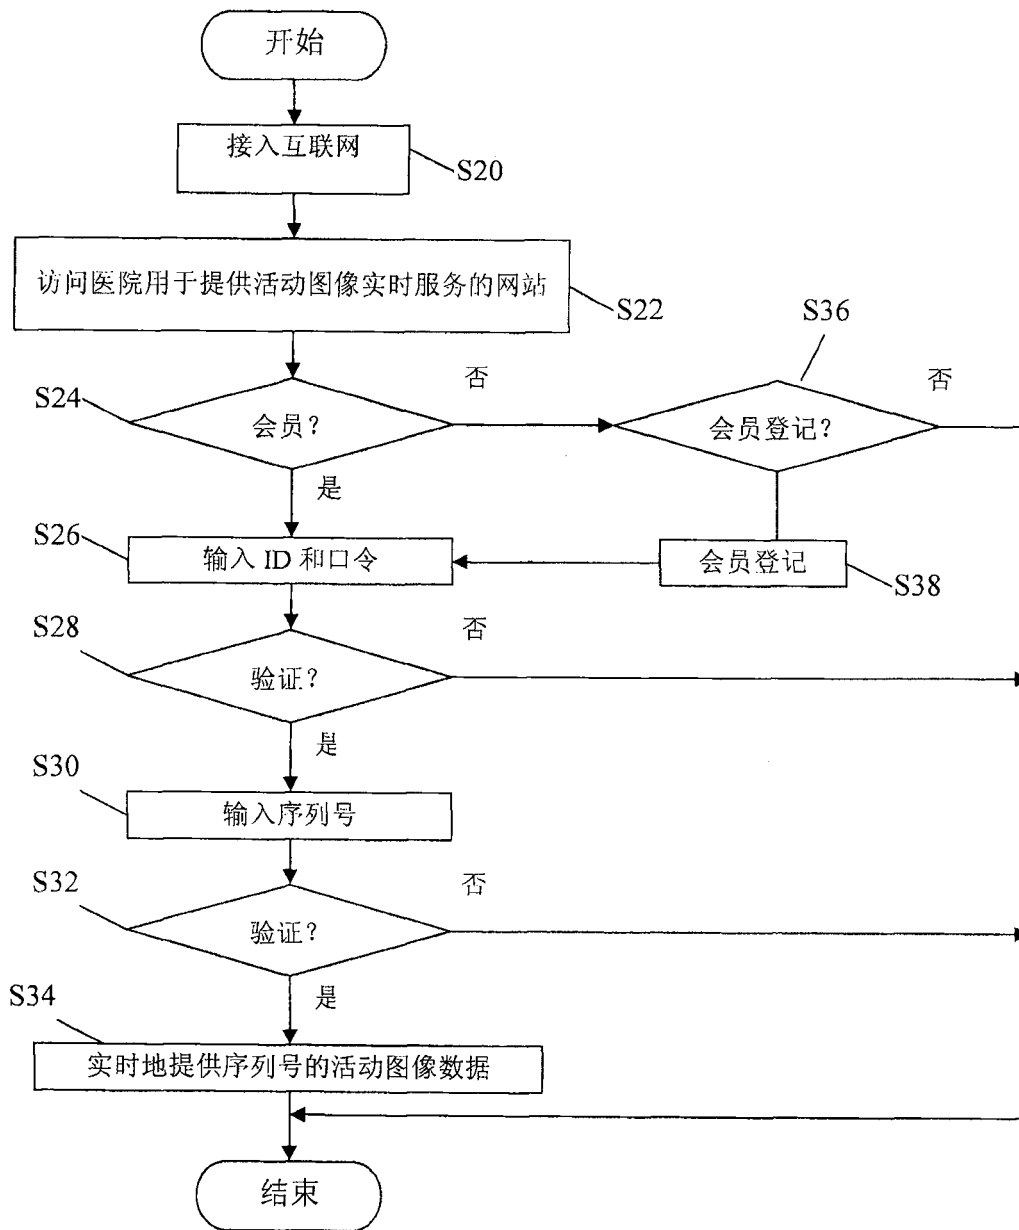 开始
接入互联网
S20
访问医院用于提供活动图像实时服务的网站
S22
S36
S24
会员?
否
会员登记?
否
是
S26
输入 ID 和口令
会员登记
S38
S28
验证?
否
是
S30
输入序列号
S32
验证?
否
是
S34
实时地提供序列号的活动图像数据
结束